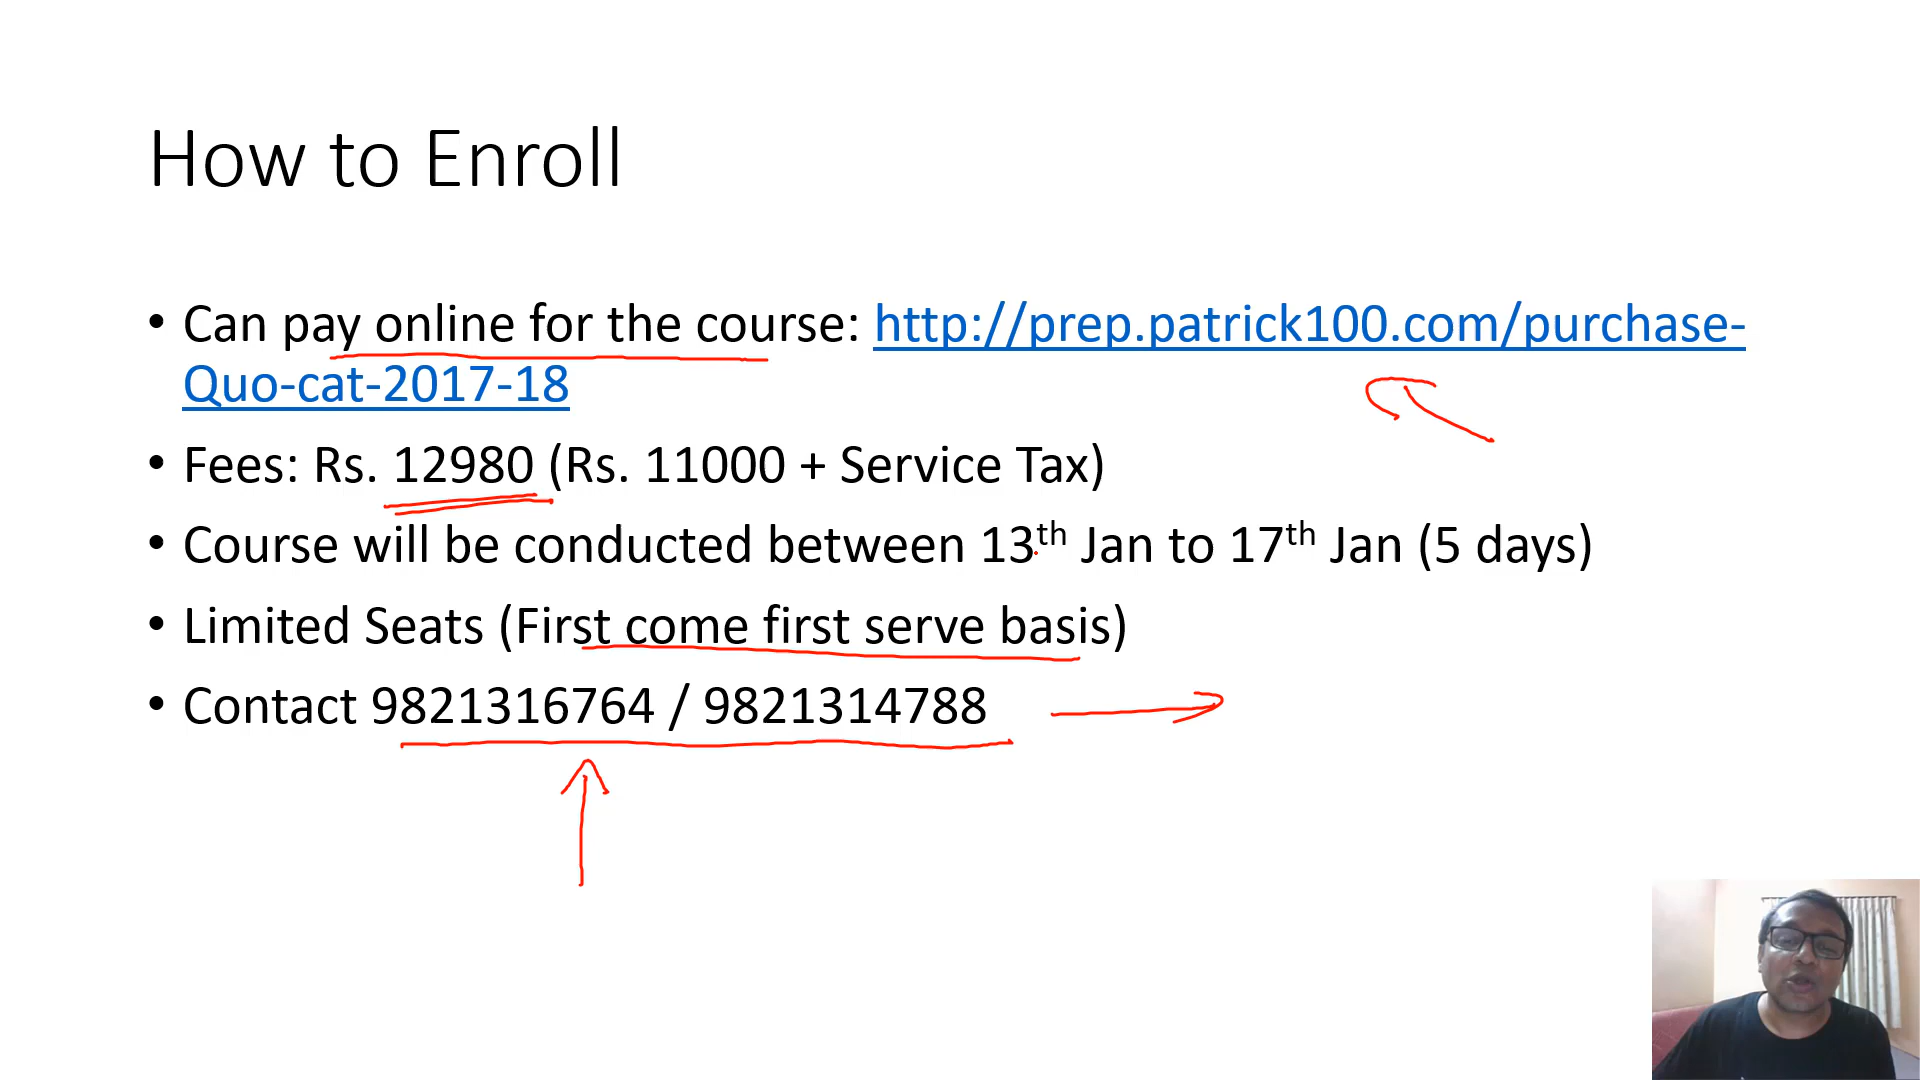 How to Enroll
• Can pay online for the course: http://prep.patrick100.com/purchase-
Quo-cat-2017-18
• Fees: Rs. 12980 (Rs. 11000 + Service Tax)
• Course will be conducted between 13th Jan to 17th Jan (5 days)
• Limited Seats (First come first serve basis)
• Contact 9821316764 / 9821314788